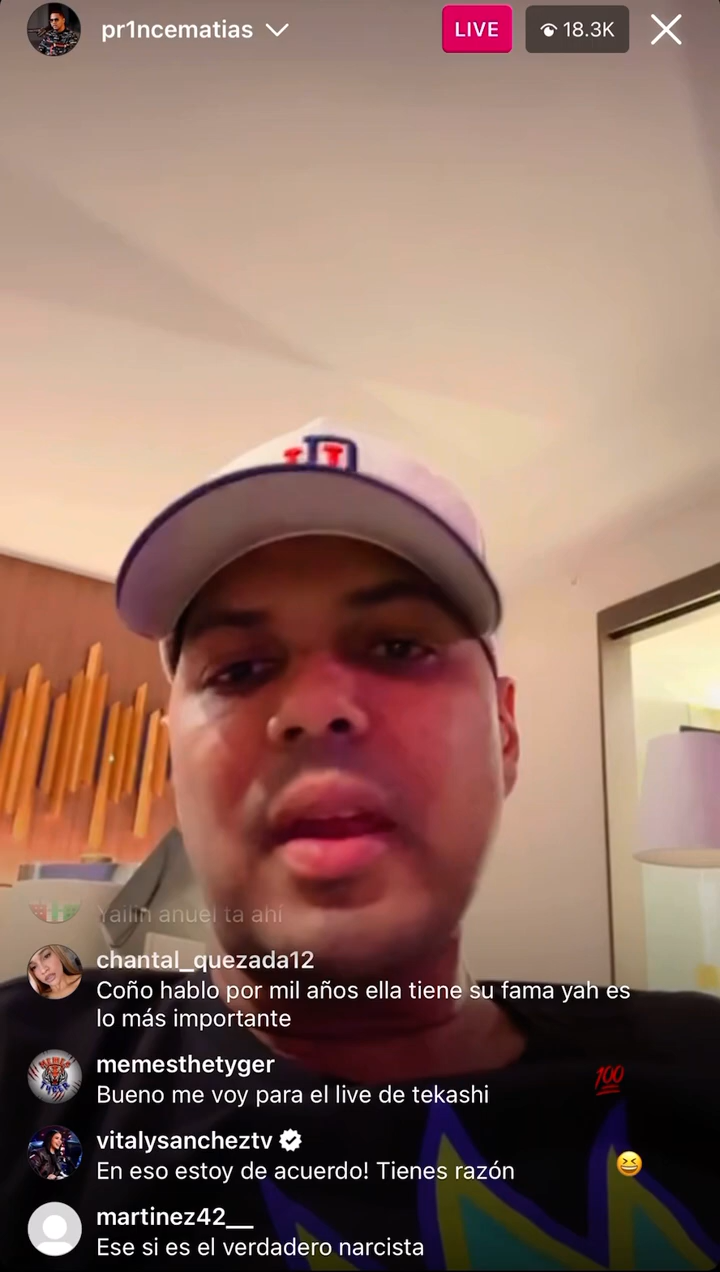 pr1ncematias
LIVE
18.3K
Yailin anuel ta ahí
chantal_quezada12
Coño hablo por mil años ella tiene su fama yah es
lo más importante
memesthetyger
Bueno me voy para el live de tekashi
100
vitalysancheztv
En eso estoy de acuerdo! Tienes razón
martinez42__
Ese si es el verdadero narcista